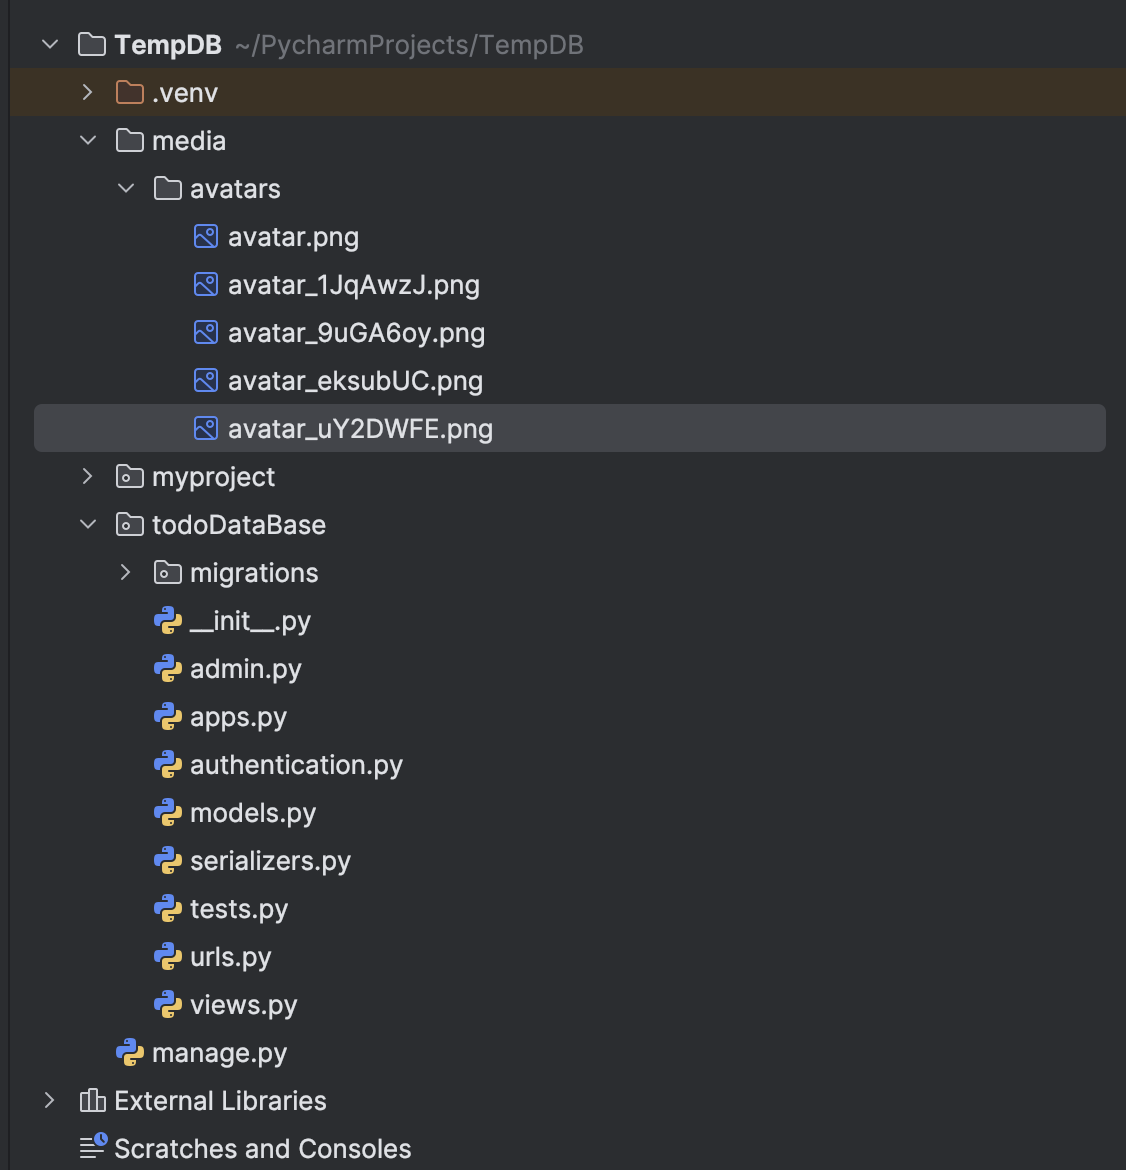 TempDB ~/PycharmProjects/TempDB
.venv
media
avatars
avatar.png
avatar_1JqAwzJ.png
avatar_9uGA6oy.png
avatar_eksubUC.png
avatar_uY2DWFE.png
myproject
todoDataBase
migrations
__init__.py
admin.py
apps.py
authentication.py
models.py
serializers.py
tests.py
urls.py
views.py
manage.py
External Libraries
Scratches and Consoles